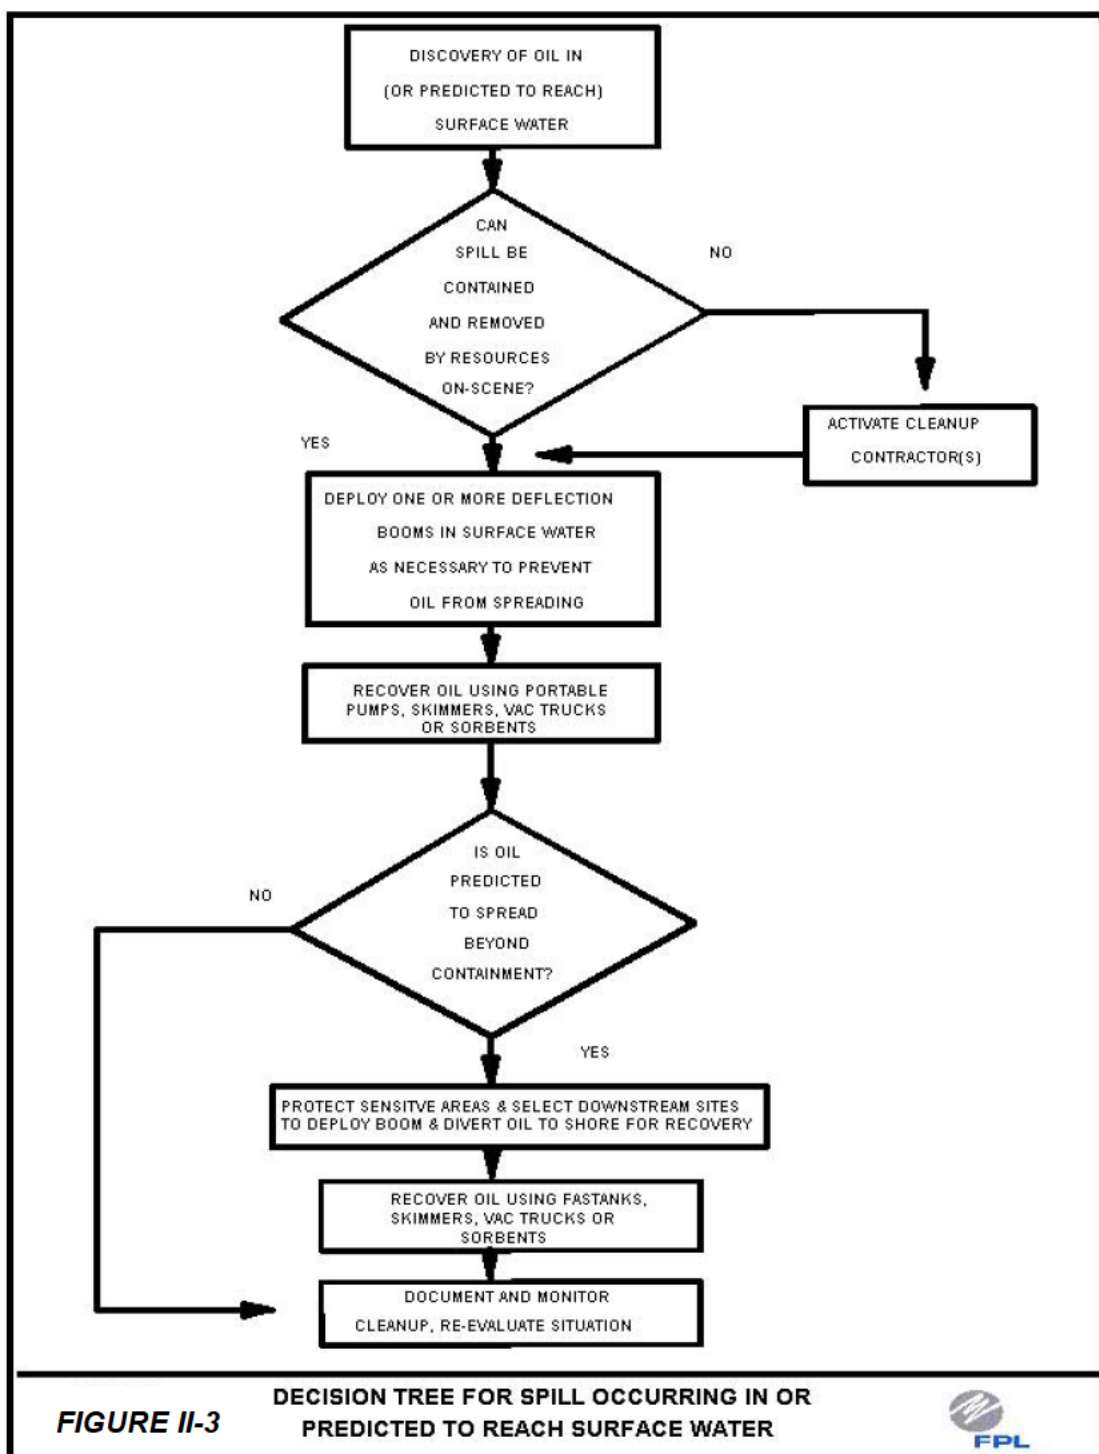 DISCOVERY OF OIL IN
(OR PREDICTED TO REACH)
SURFACE WATER
CAN
SPILL BE
CONTAINED
AND REMOVED
BY RESOURCES
ON-SCENE?
NO
YES
ACTIVATE CLEANUP
CONTRACTOR(S)
DEPLOY ONE OR MORE DEFLECTION
BOOMS IN SURFACE WATER
AS NECESSARY TO PREVENT
OIL FROM SPREADING
RECOVER OIL USING PORTABLE
PUMPS, SKIMMERS, VAC TRUCKS
OR SORBENTS
IS OIL
PREDICTED
TO SPREAD
BEYOND
CONTAINMENT?
NO
YES
PROTECT SENSITVE AREAS & SELECT DOWNSTREAM SITES
TO DEPLOY BOOM & DIVERT OIL TO SHORE FOR RECOVERY
RECOVER OIL USING FASTANKS,
SKIMMERS, VAC TRUCKS OR
SORBENTS
DOCUMENT AND MONITOR
CLEANUP, RE-EVALUATE SITUATION
FIGURE II-3
DECISION TREE FOR SPILL OCCURRING IN OR
PREDICTED TO REACH SURFACE WATER
FPL